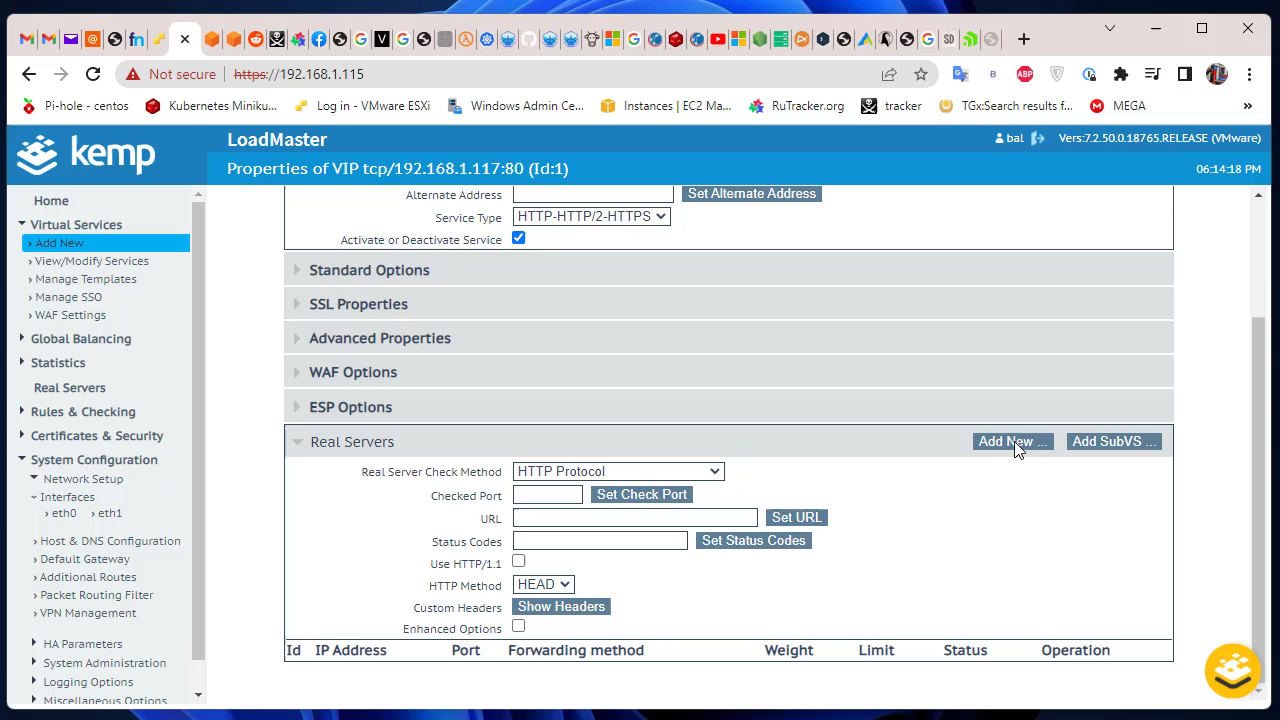 Not secure
https://192.168.1.115
Pi-hole - centos
Kubernetes Miniku...
Log in - VMware ESXi
Windows Admin Ce...
Instances | EC2 Ma...
RuTracker.org
tracker
TGx:Search results f...
MEGA
»
kemp
LoadMaster
bal
Vers:7.2.50.0.18765.RELEASE (VMware)
Properties of VIP tcp/192.168.1.117:80 (Id:1)
06:14:18 PM
Home
Virtual Services
Add New
View/Modify Services
Manage Templates
Manage SSO
WAF Settings
Global Balancing
Statistics
Real Servers
Rules & Checking
Certificates & Security
System Configuration
Network Setup
Interfaces
eth0
eth1
Host & DNS Configuration
Default Gateway
Additional Routes
Packet Routing Filter
VPN Management
HA Parameters
System Administration
Logging Options
Miscellaneous Options
Alternate Address
Set Alternate Address
Service Type
HTTP-HTTP/2-HTTPS
Activate or Deactivate Service
Standard Options
SSL Properties
Advanced Properties
WAF Options
ESP Options
Real Servers
Add New ...
Add SubVS ...
Real Server Check Method
HTTP Protocol
Checked Port
Set Check Port
URL
Set URL
Status Codes
Set Status Codes
Use HTTP/1.1
HTTP Method
HEAD
Custom Headers
Show Headers
Enhanced Options
Id IP Address Port Forwarding method Weight Limit Status Operation